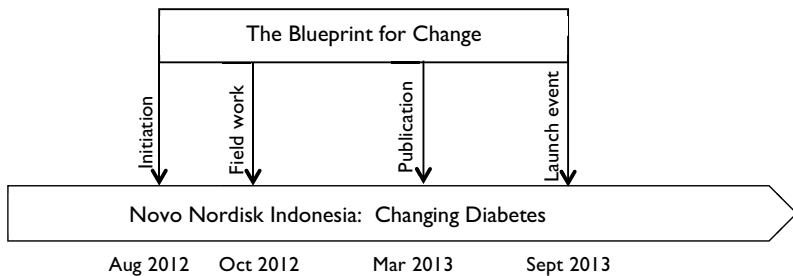 The Blueprint for Change
Initiation
Field work
Publication
Launch event
Novo Nordisk Indonesia:  Changing Diabetes
Aug 2012
Oct 2012
Mar 2013
Sept 2013